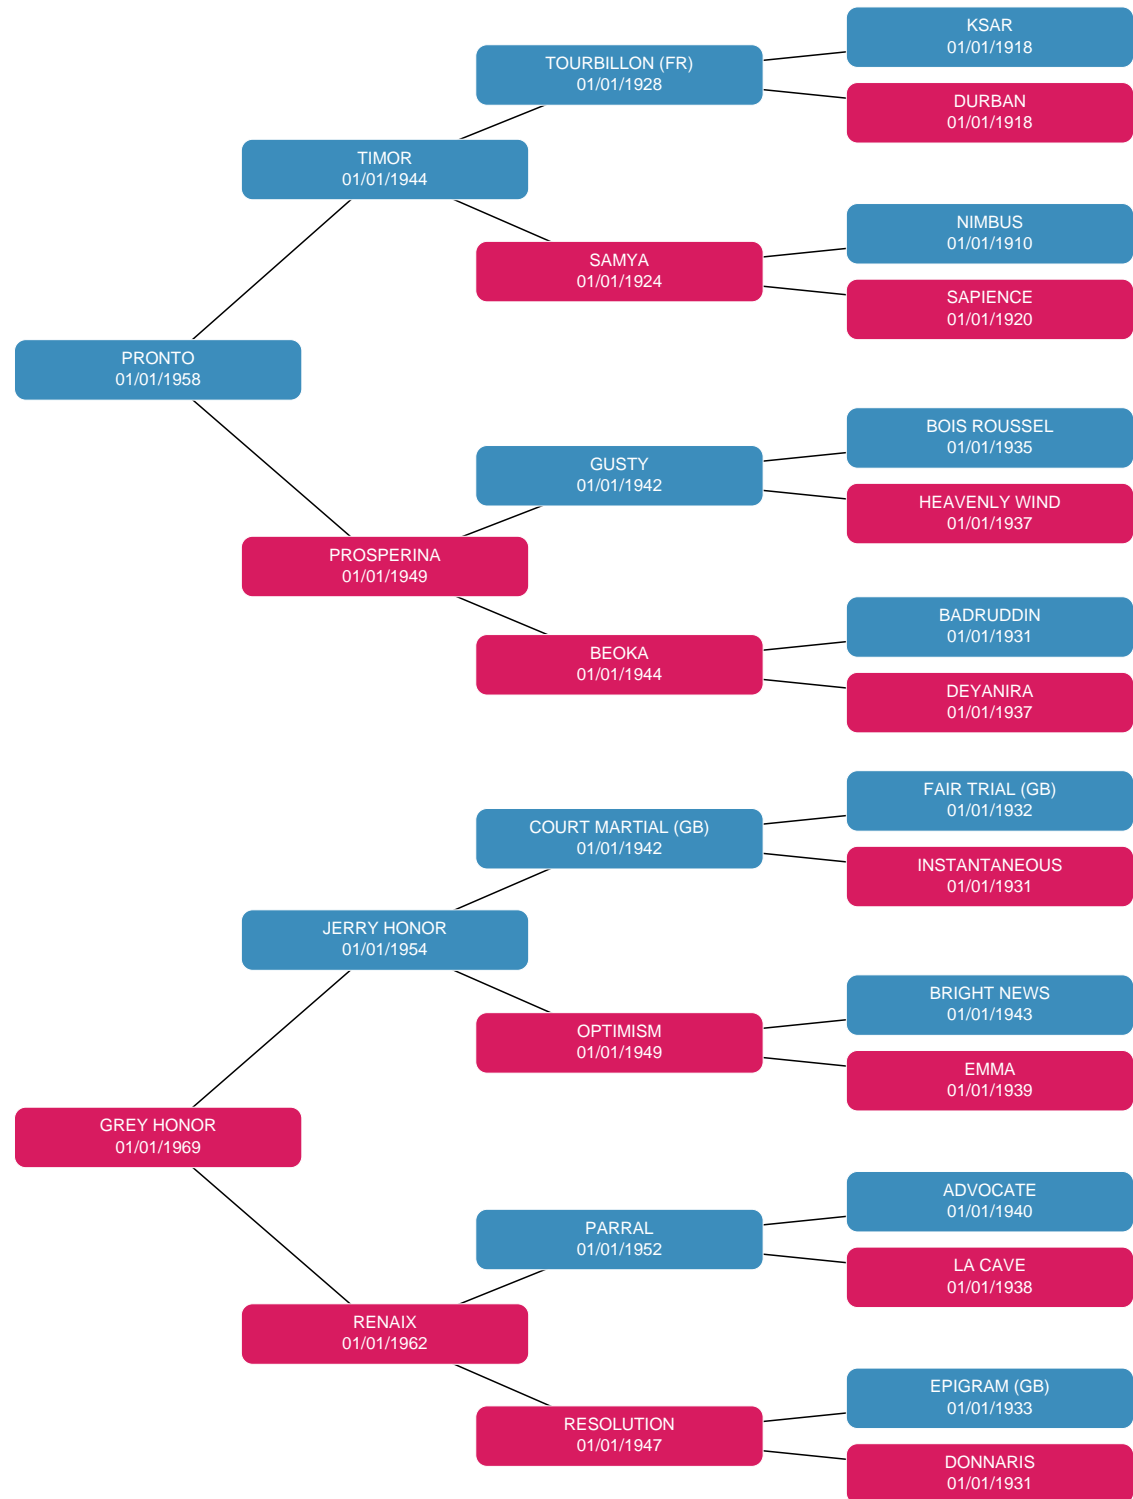 KSAR
01/01/1918
TOURBILLON (FR)
01/01/1928
DURBAN
01/01/1918
TIMOR
01/01/1944
NIMBUS
01/01/1910
SAMYA
01/01/1924
SAPIENCE
01/01/1920
PRONTO
01/01/1958
BOIS ROUSSEL
01/01/1935
GUSTY
01/01/1942
HEAVENLY WIND
01/01/1937
PROSPERINA
01/01/1949
BADRUDDIN
01/01/1931
BEOKA
01/01/1944
DEYANIRA
01/01/1937
FAIR TRIAL (GB)
01/01/1932
COURT MARTIAL (GB)
01/01/1942
INSTANTANEOUS
01/01/1931
JERRY HONOR
01/01/1954
BRIGHT NEWS
01/01/1943
OPTIMISM
01/01/1949
EMMA
01/01/1939
GREY HONOR
01/01/1969
ADVOCATE
01/01/1940
PARRAL
01/01/1952
LA CAVE
01/01/1938
RENAIX
01/01/1962
EPIGRAM (GB)
01/01/1933
RESOLUTION
01/01/1947
DONNARIS
01/01/1931